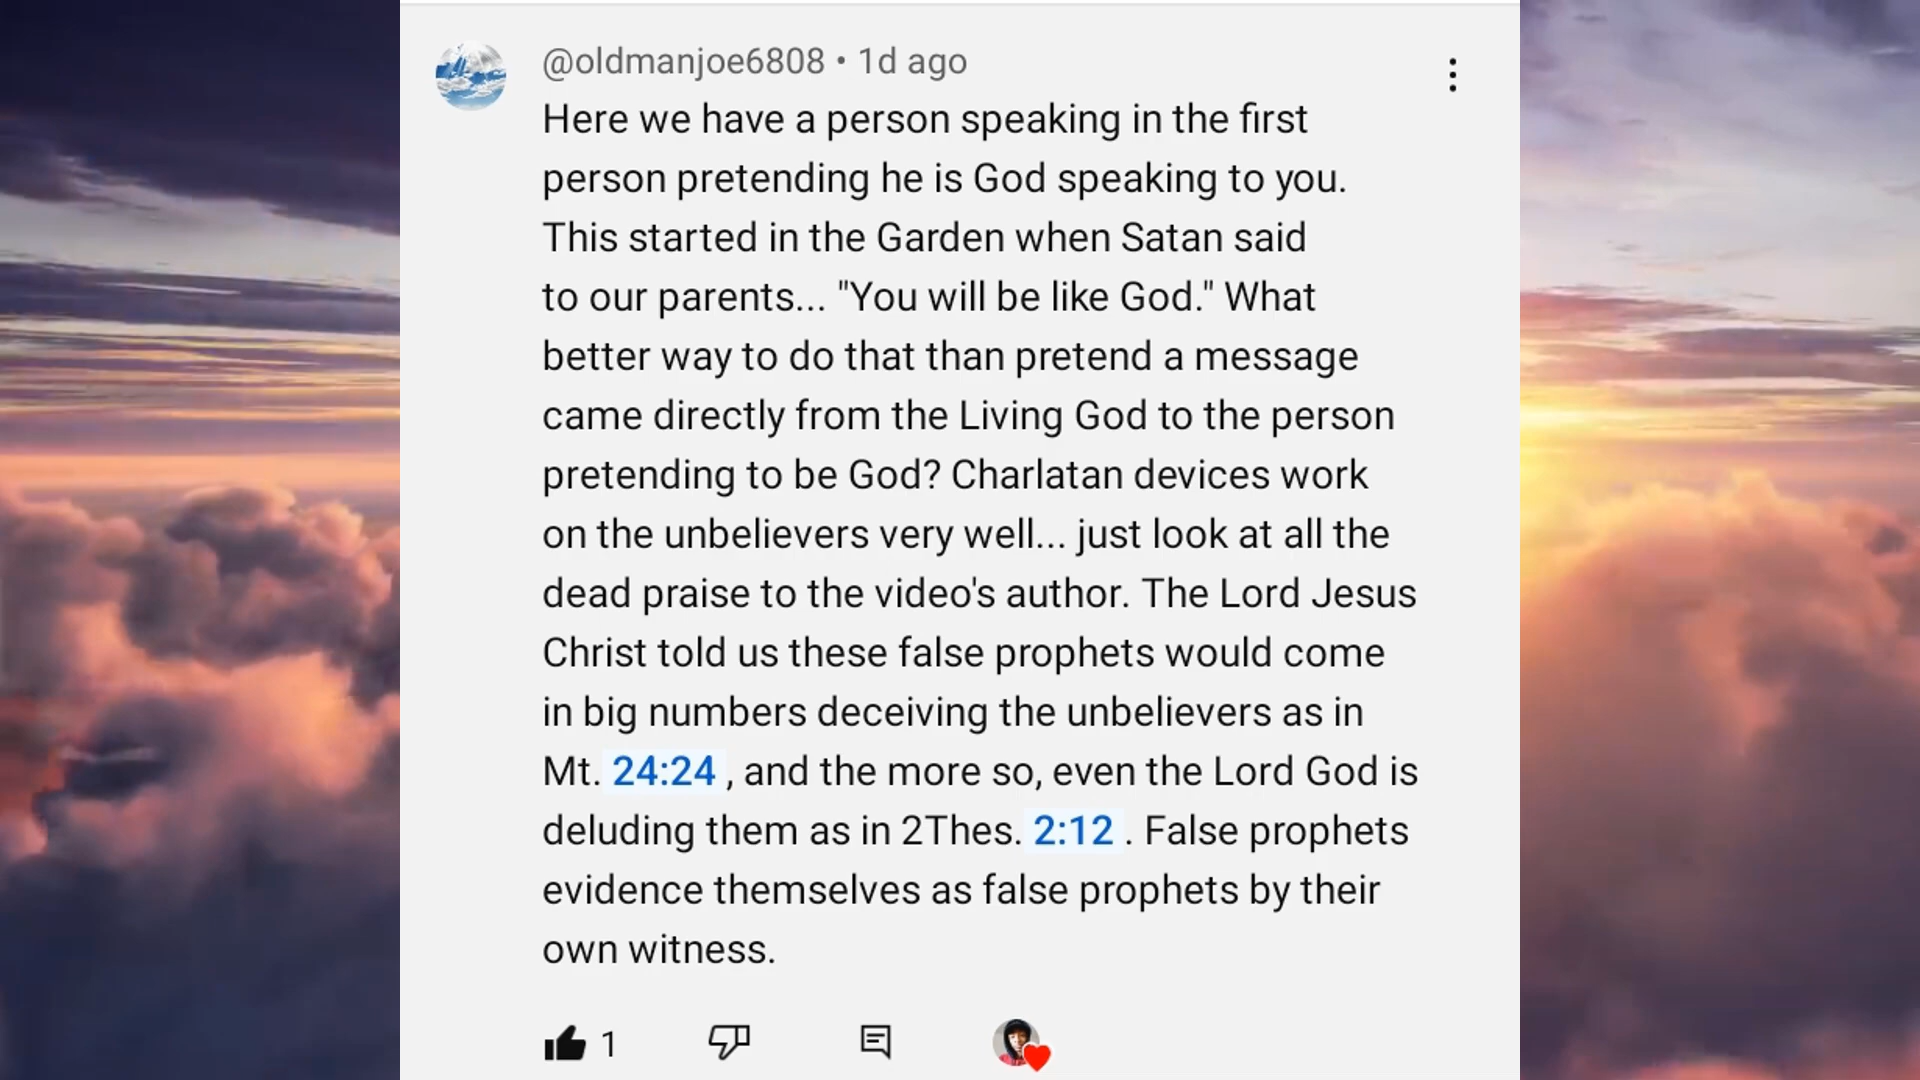 @oldmanjoe6808 • 1d ago
Here we have a person speaking in the first
person pretending he is God speaking to you.
This started in the Garden when Satan said
to our parents... "You will be like God." What
better way to do that than pretend a message
came directly from the Living God to the person
pretending to be God? Charlatan devices work
on the unbelievers very well... just look at all the
dead praise to the video's author. The Lord Jesus
Christ told us these false prophets would come
in big numbers deceiving the unbelievers as in
Mt. 24:24 , and the more so, even the Lord God is
deluding them as in 2Thes. 2:12 . False prophets
evidence themselves as false prophets by their
own witness.
1